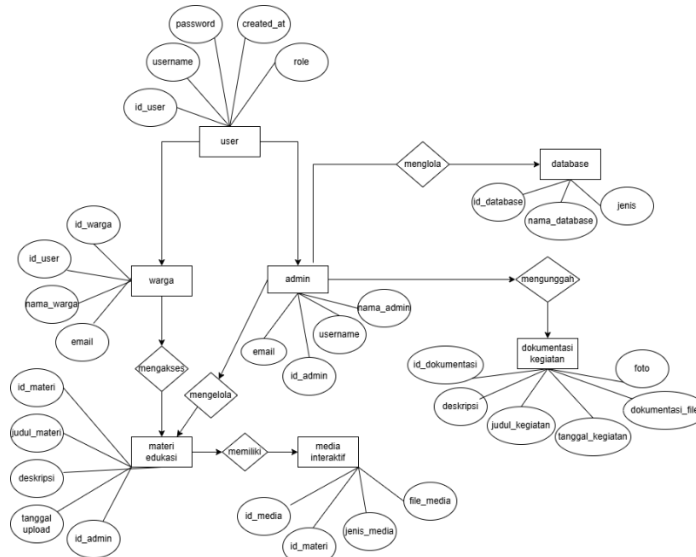 password
created_at
username
role
id_user
user
menglola
database
id_database
nama_database
jenis
id_warga
id_user
nama_warga
email
warga
admin
mengunggah
nama_admin
username
email
id_admin
mengakses
mengelola
dokumentasi
kegiatan
id_dokumentasi
deskripsi
judul_kegiatan
tanggal_kegiatan
foto
dokumentasi_file
id_materi
judul_materi
deskripsi
tanggal
upload
id_admin
materi
edukasi
memiliki
media
interaktif
id_media
id_materi
jenis_media
file_media